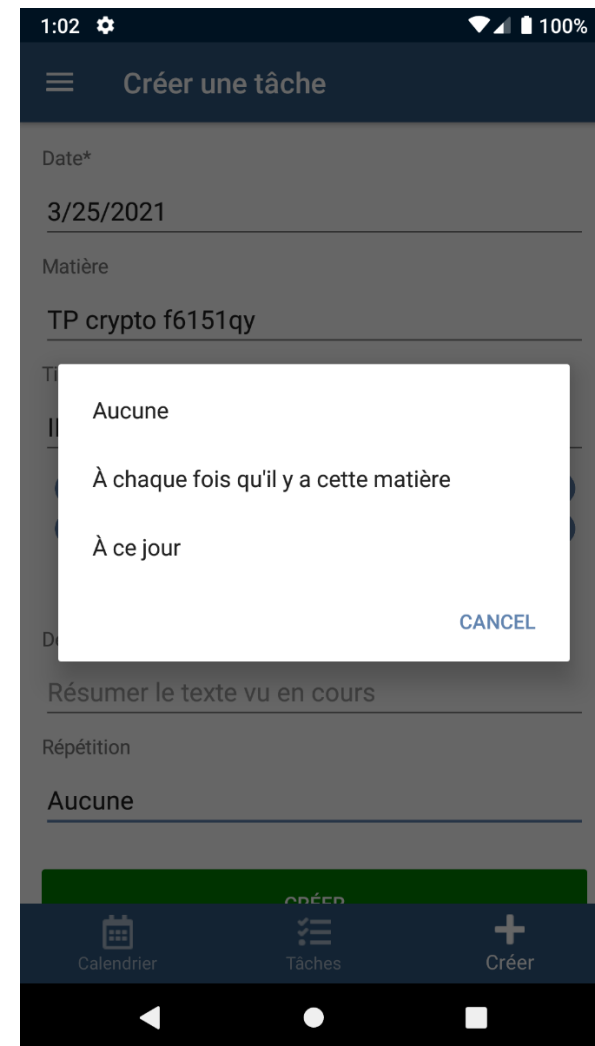 1:02 100%
Créer une tâche
Date*
3/25/2021
Matière
TP crypto f6151qy
Aucune
À chaque fois qu'il y a cette matière
À ce jour
CANCEL
Résumer le texte vu en cours
Répétition
Aucune
CRÉER
Calendrier Tâches Créer